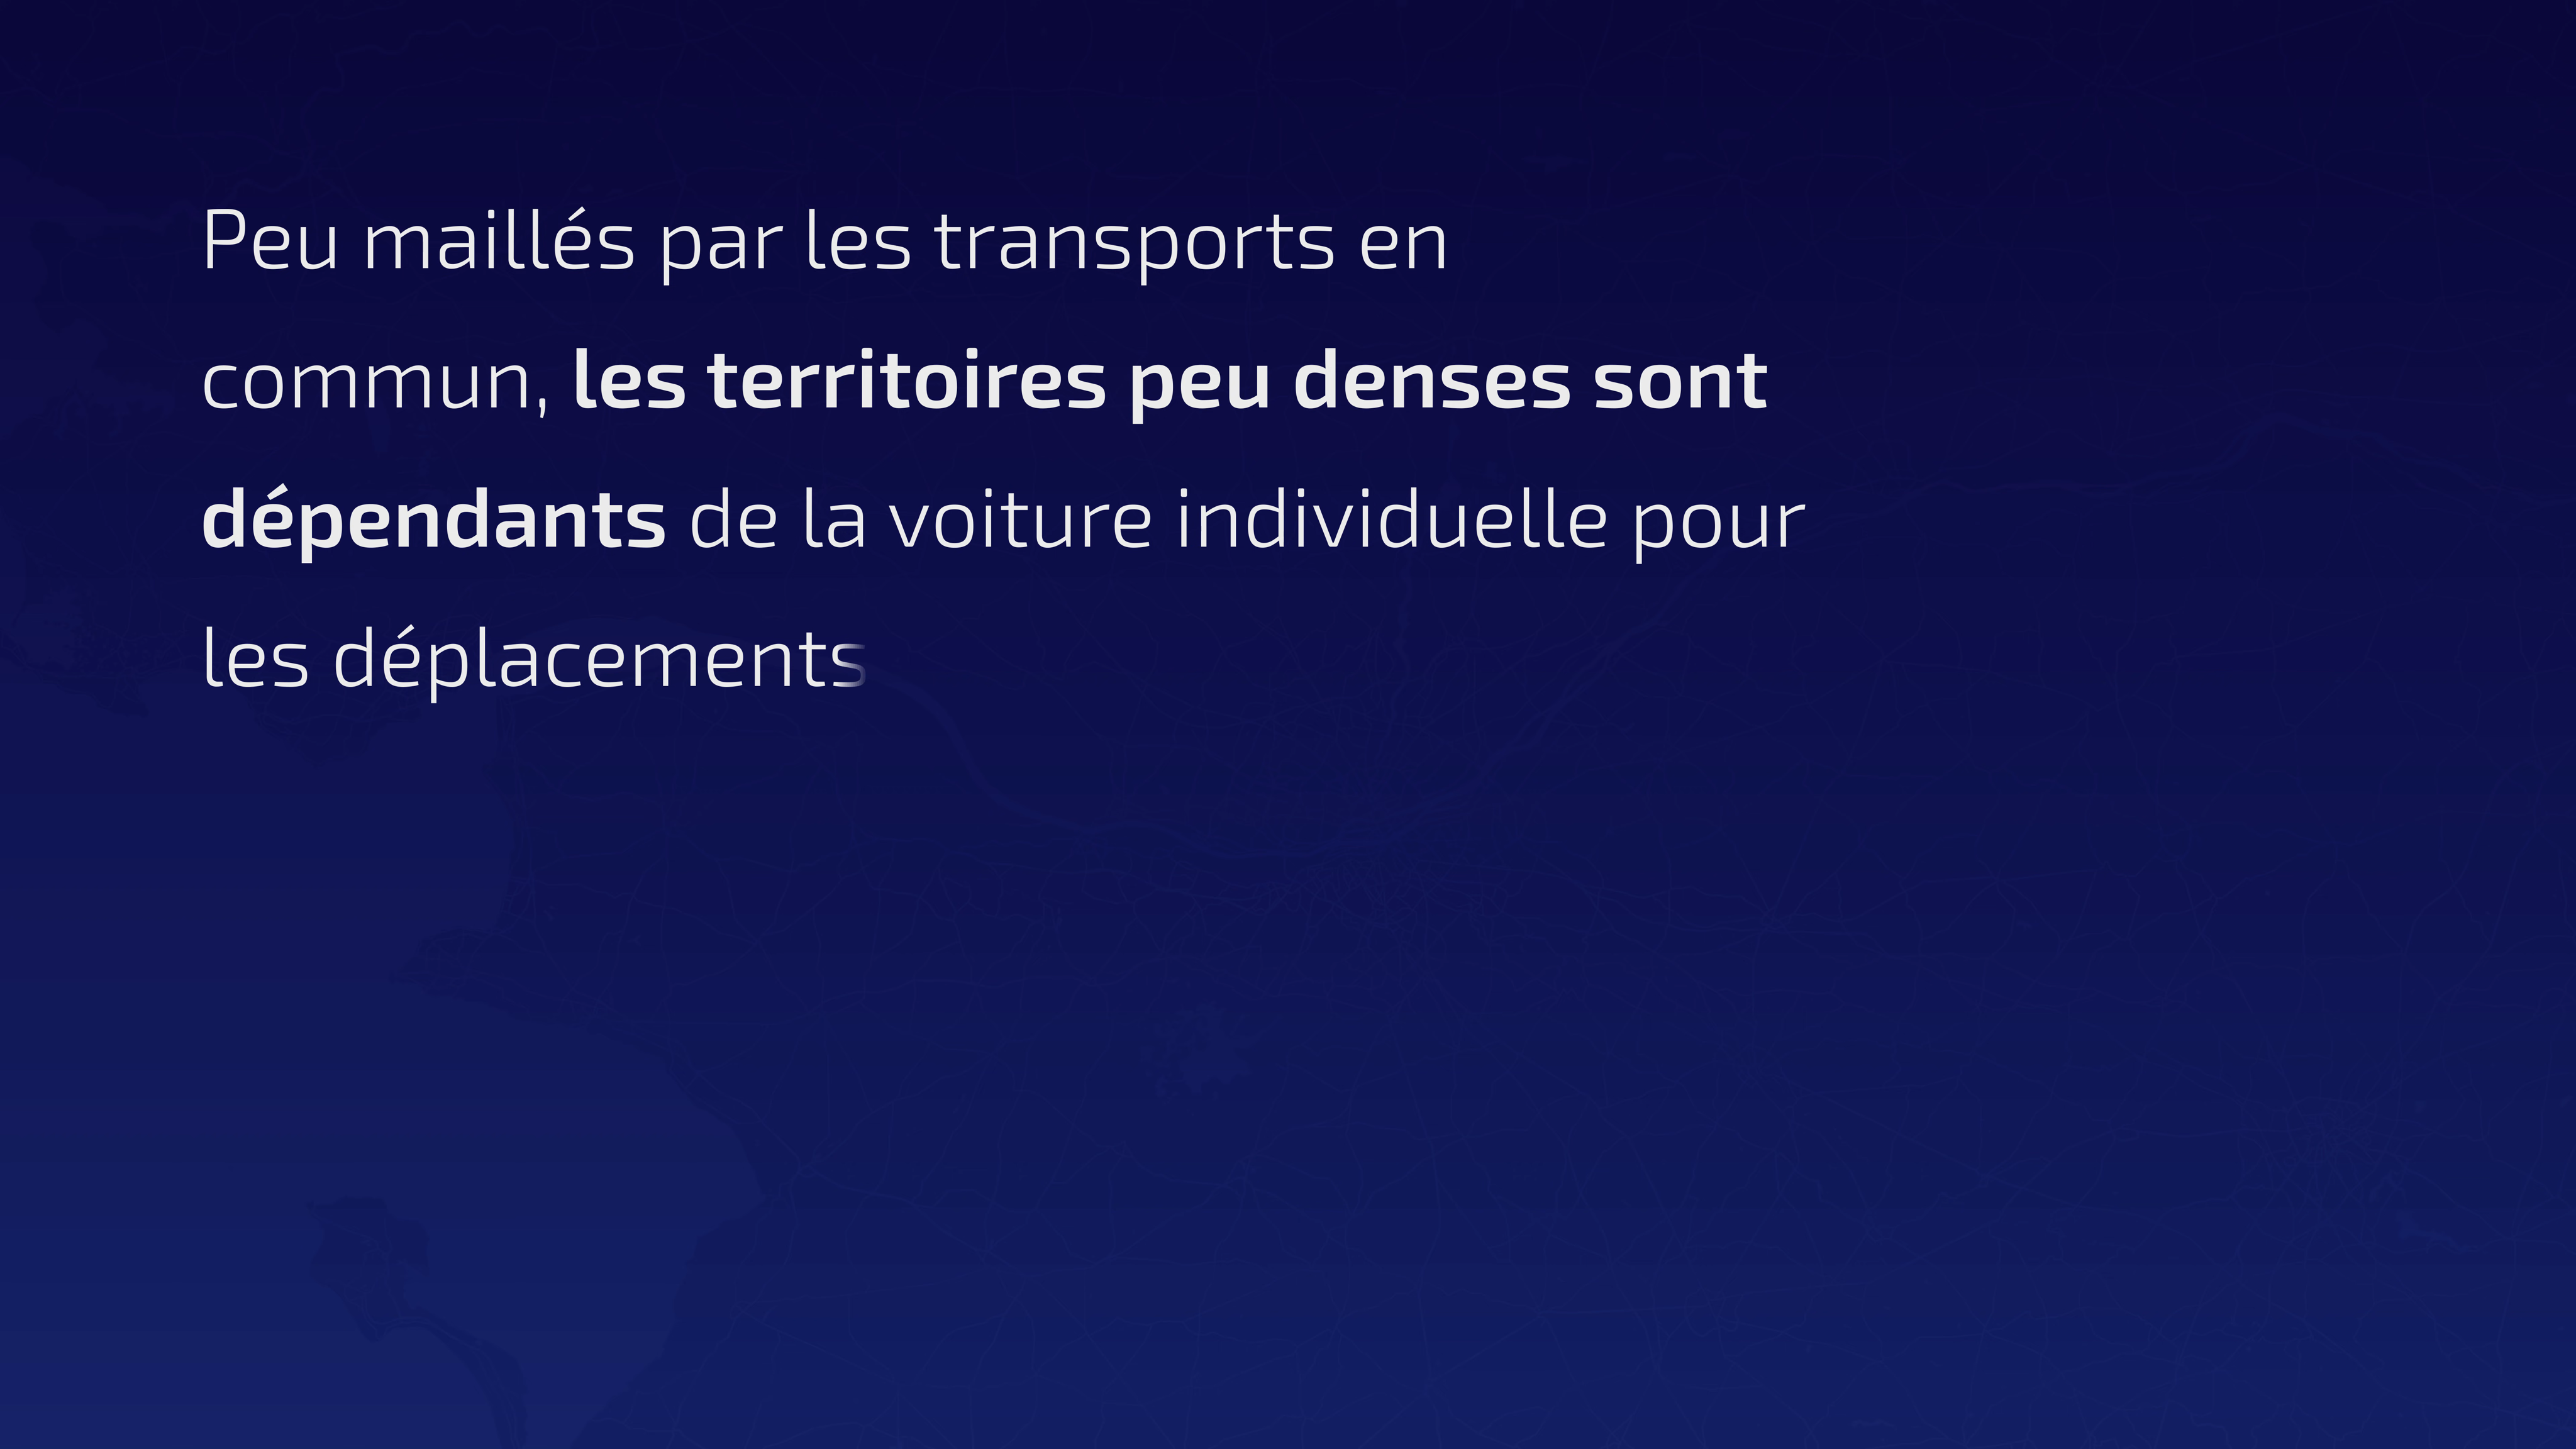 Peu maillés par les transports en
commun, les territoires peu denses sont
dépendants de la voiture individuelle pour
les déplacements